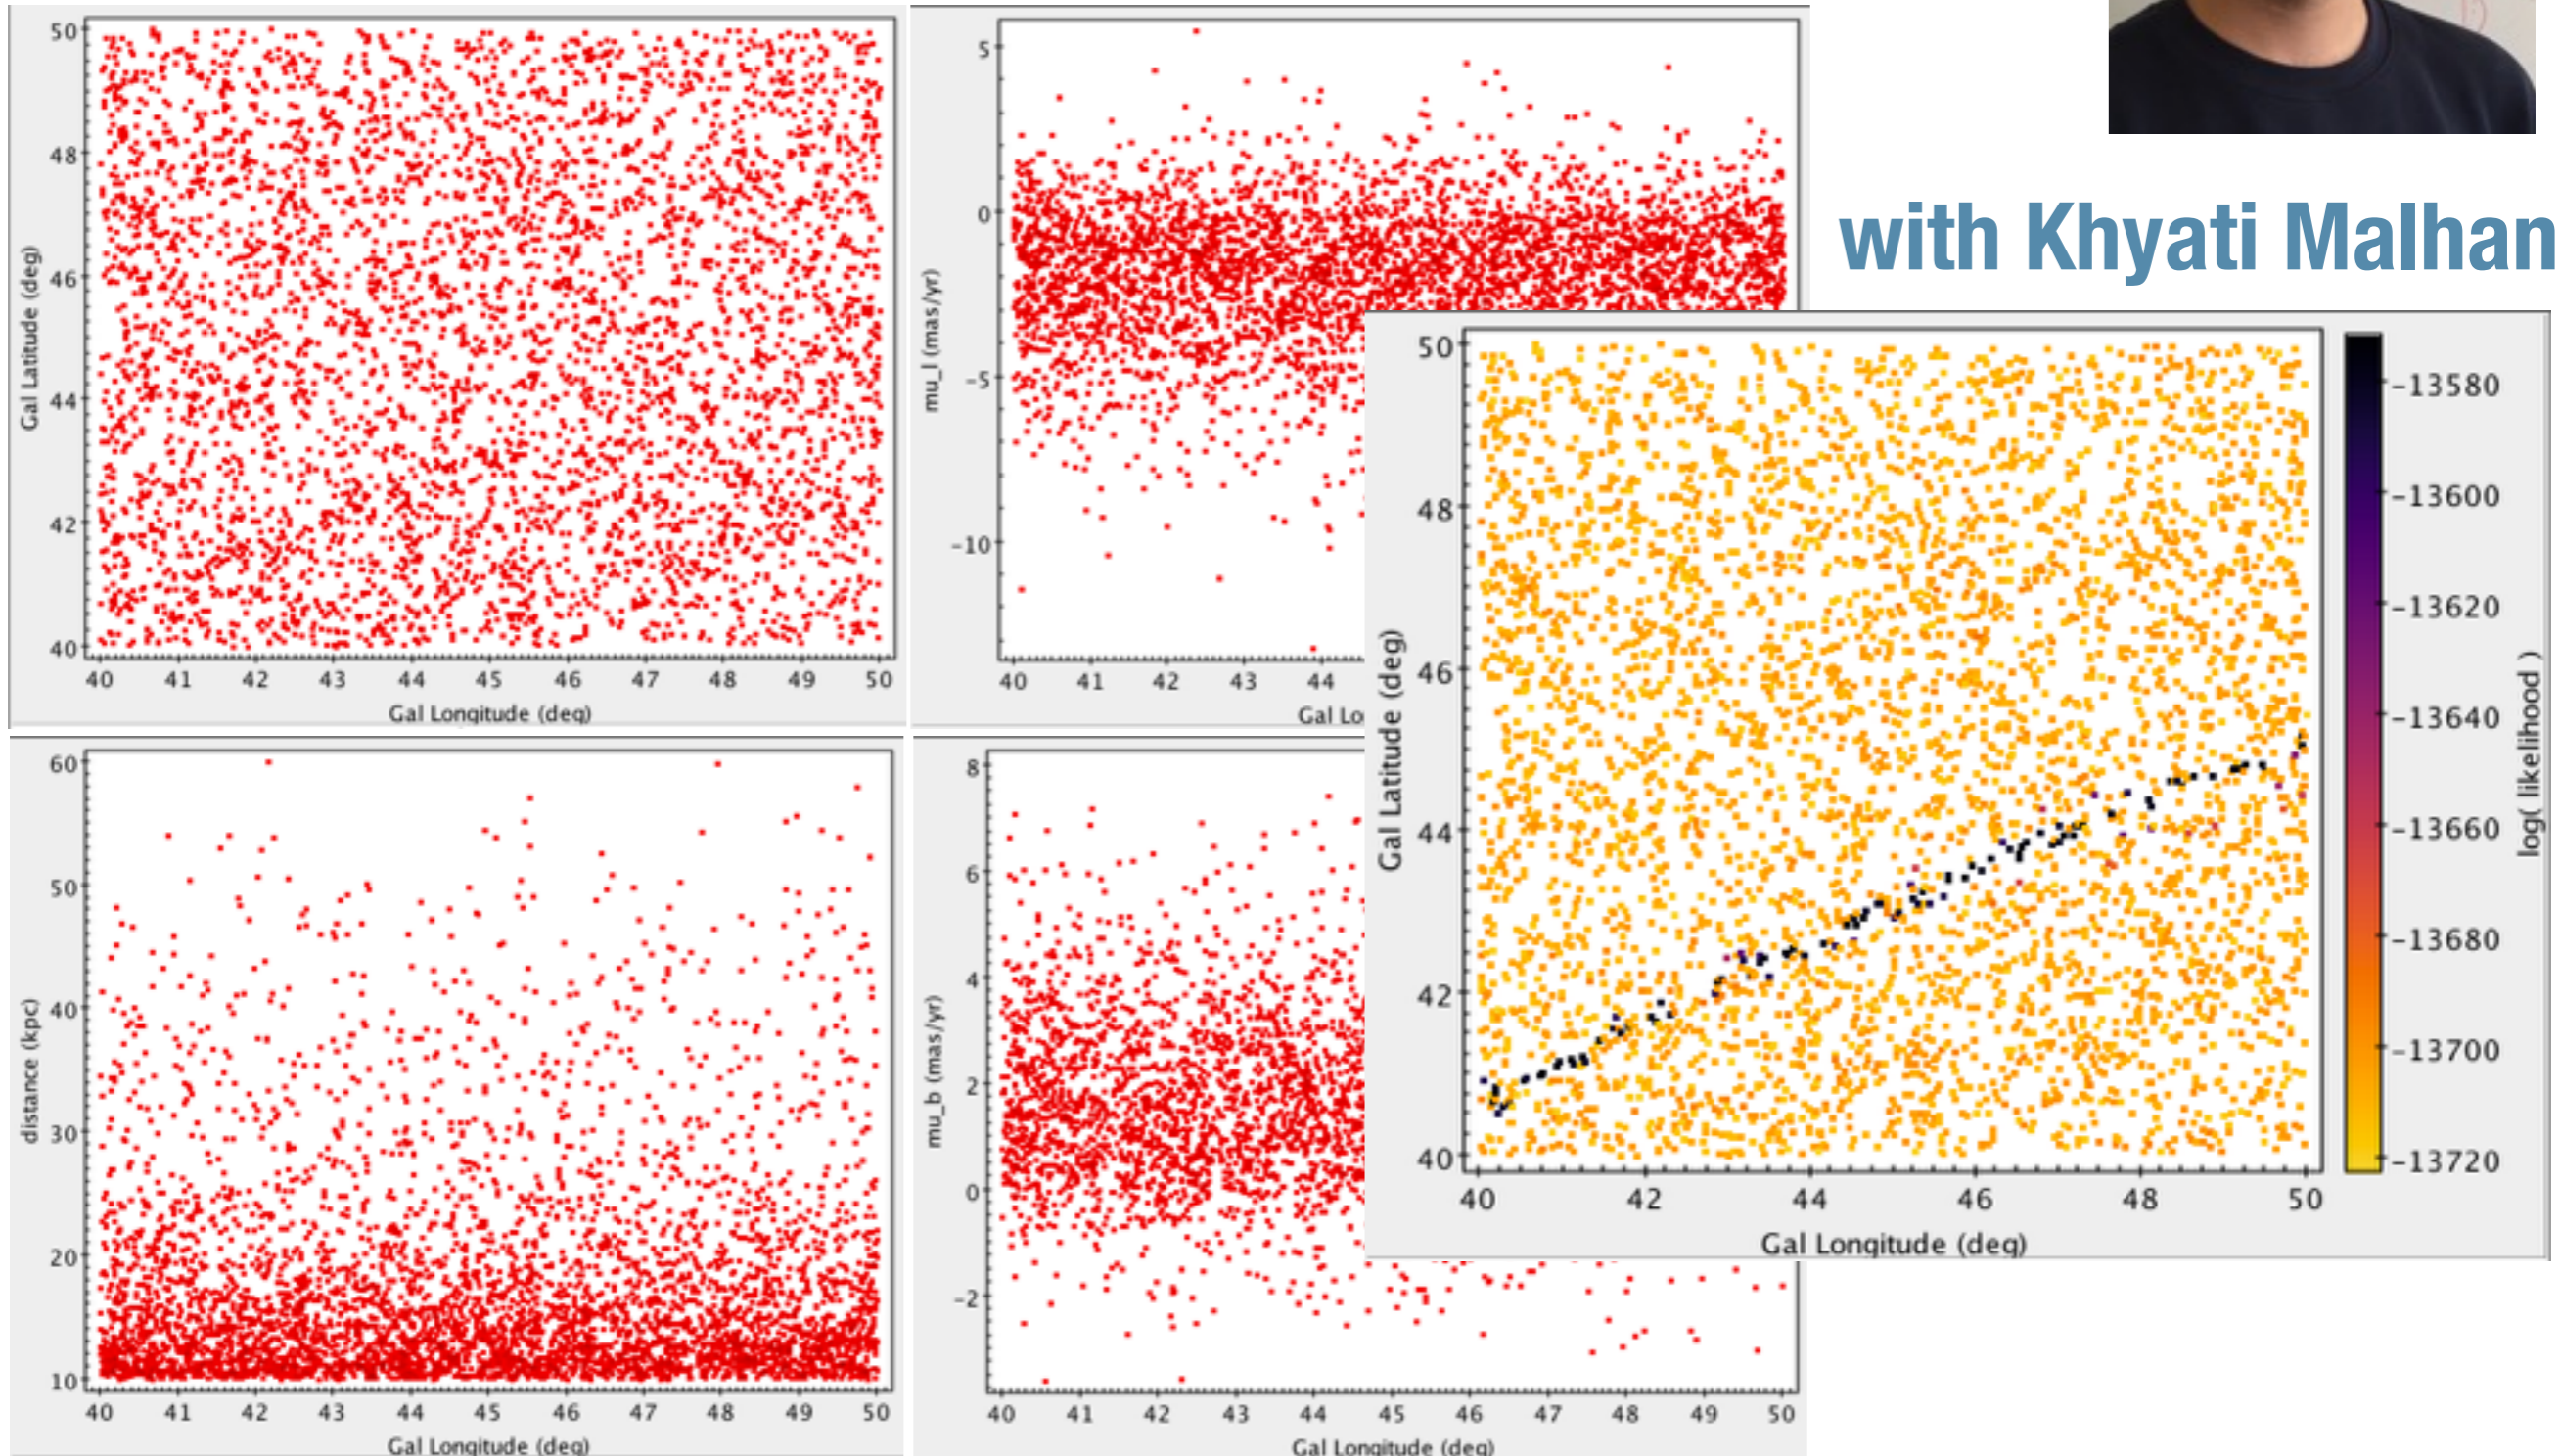 50
48
46
44
42
40
Gal Latitude (deg)
40 41 42 43 44 45 46 47 48 49 50
Gal Longitude (deg)
5
0
-5
-10
mu_l (mas/yr)
40 41 42 43 44
Gal Lo
with Khyati Malhan
60
50
40
30
20
10
distance (kpc)
40 41 42 43 44 45 46 47 48 49 50
Gal Longitude (deg)
8
6
4
2
0
-2
mu_b (mas/yr)
40 41 42 43 44 45 46 47 48 49 50
Gal Longitude (deg)
50
48
46
44
42
40
Gal Latitude (deg)
40 42 44 46 48 50
Gal Longitude (deg)
-13580
-13600
-13620
-13640
-13660
-13680
-13700
-13720
log( likelihood )